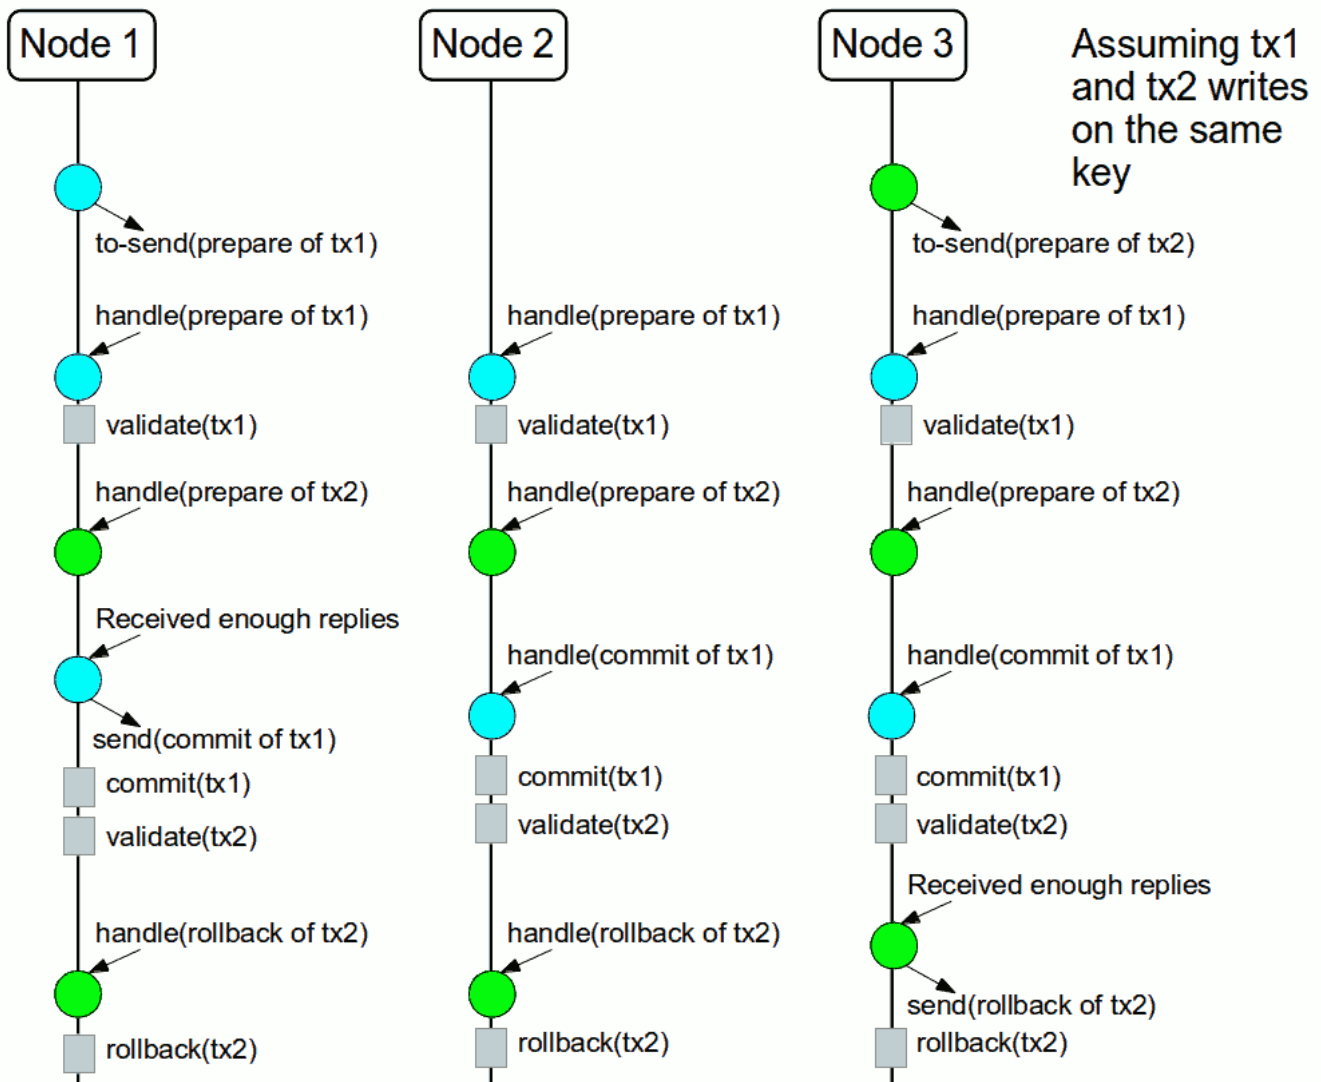 Node 1
Node 2
Node 3
Assuming tx1
and tx2 writes
on the same
key
to-send(prepare of tx1)
to-send(prepare of tx2)
handle(prepare of tx1)
handle(prepare of tx1)
handle(prepare of tx1)
validate(tx1)
validate(tx1)
validate(tx1)
handle(prepare of tx2)
handle(prepare of tx2)
handle(prepare of tx2)
Received enough replies
handle(commit of tx1)
handle(commit of tx1)
send(commit of tx1)
commit(tx1)
commit(tx1)
commit(tx1)
validate(tx2)
validate(tx2)
validate(tx2)
Received enough replies
handle(rollback of tx2)
handle(rollback of tx2)
send(rollback of tx2)
rollback(tx2)
rollback(tx2)
rollback(tx2)